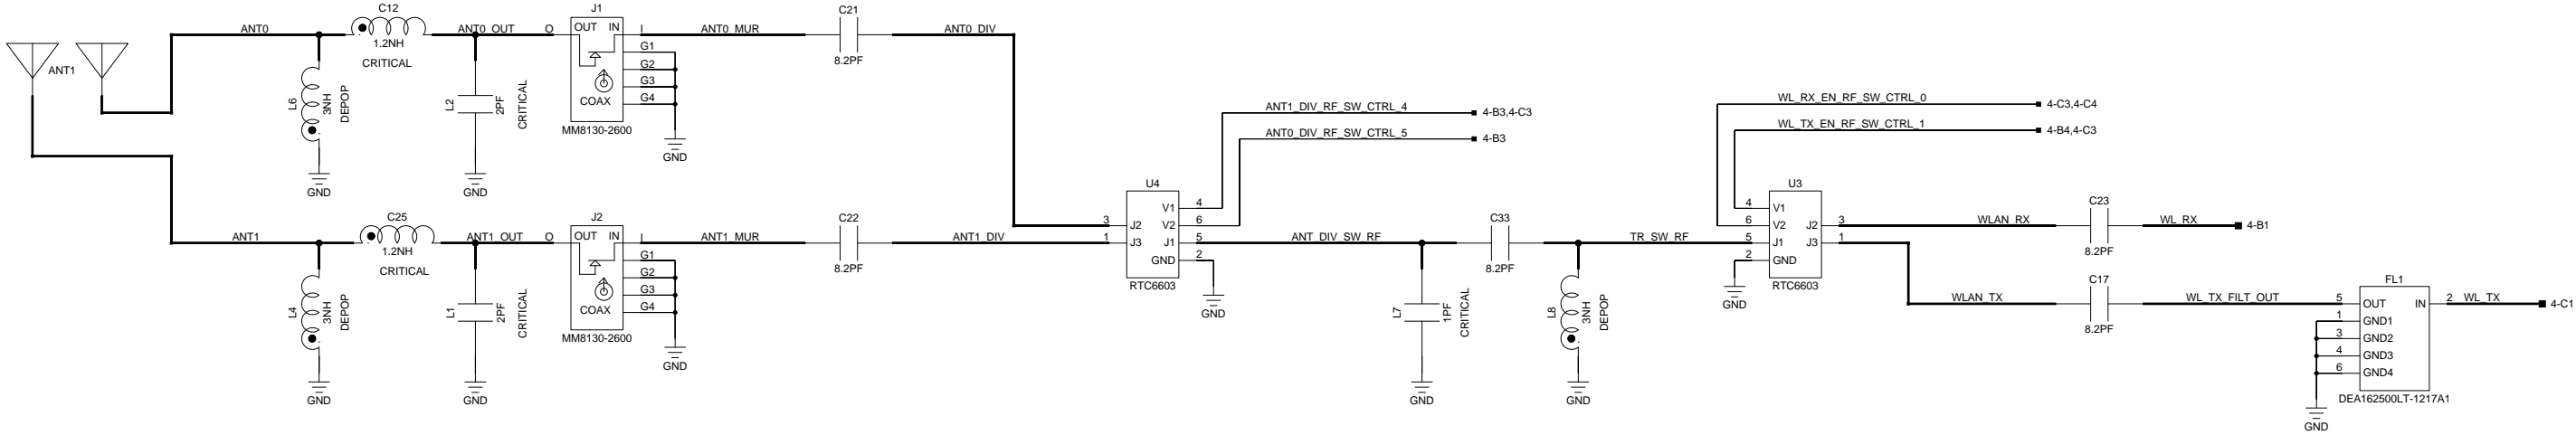 C12
ANT0
1.2NH
CRITICAL
ANT0_OUT
O
J1
OUT IN
COAX
MM8130-2600
I
G1
G2
G3
G4
GND
ANT0_MUR
C21
8.2PF
ANT0_DIV
ANT1
L6
3NH
DEPOP
GND
L2
2PF
CRITICAL
GND
C25
ANT1
1.2NH
CRITICAL
ANT1_OUT
O
J2
OUT IN
COAX
MM8130-2600
I
G1
G2
G3
G4
GND
ANT1_MUR
C22
8.2PF
ANT1_DIV
L4
3NH
DEPOP
GND
L1
2PF
CRITICAL
GND
ANT1_DIV_RF_SW_CTRL_4
4-B3,4-C3
ANT0_DIV_RF_SW_CTRL_5
4-B3
U4
3
1
J2
J3
V1
V2
J1
GND
4
6
5
2
RTC6603
GND
ANT_DIV_SW_RF
L7
1PF
CRITICAL
GND
C33
8.2PF
TR_SW_RF
L8
3NH
DEPOP
GND
WL_RX_EN_RF_SW_CTRL_0
4-C3,4-C4
WL_TX_EN_RF_SW_CTRL_1
4-B4,4-C3
U3
4
6
5
2
V1
V2
J1
GND
J2
J3
3
1
RTC6603
GND
WLAN_RX
C23
8.2PF
WL_RX
4-B1
WLAN_TX
C17
8.2PF
WL_TX_FILT_OUT
FL1
5
1
3
4
6
OUT IN
GND1
GND2
GND3
GND4
2
WL_TX
4-C1
DEA162500LT-1217A1
GND